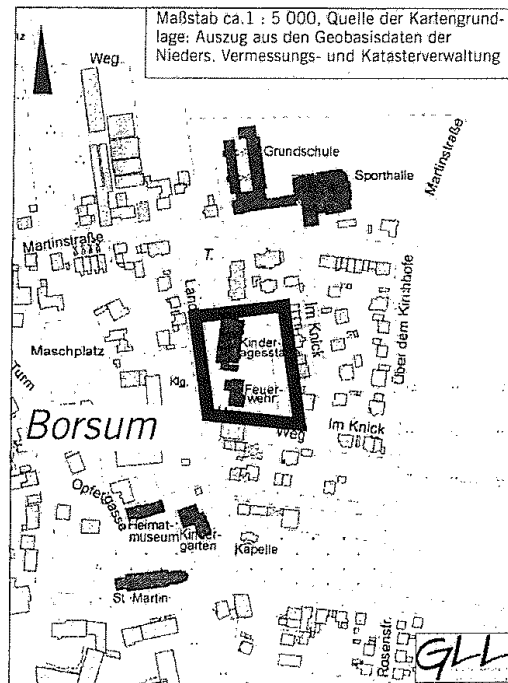 Maßstab ca.1 : 5 000, Quelle der Kartengrund-
lage: Auszug aus den Geobasisdaten der
Nieders. Vermessungs- und Katasterverwaltung
Weg
Grundschule
Sporthalle
Martinstraße
Martinstraße
T.
Über dem Kirchhofe
Im Knick
Maschplatz
Kinder-
Klg.
Turm
Feuer-
wehr
Borsum
Weg
Im Knick
Opfergasse
Heimat-
museum
Kinder-
garten
Kapelle
St Martin
Rosenstr.
GLL